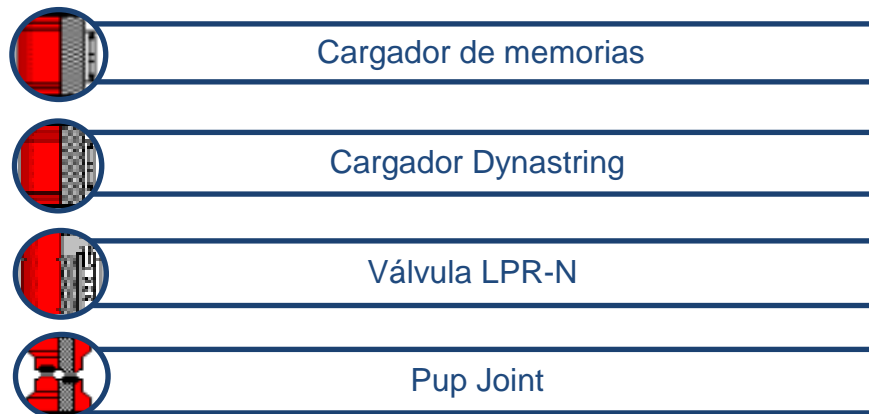 Cargador de memorias
Cargador Dynastring
Válvula LPR-N
Pup Joint